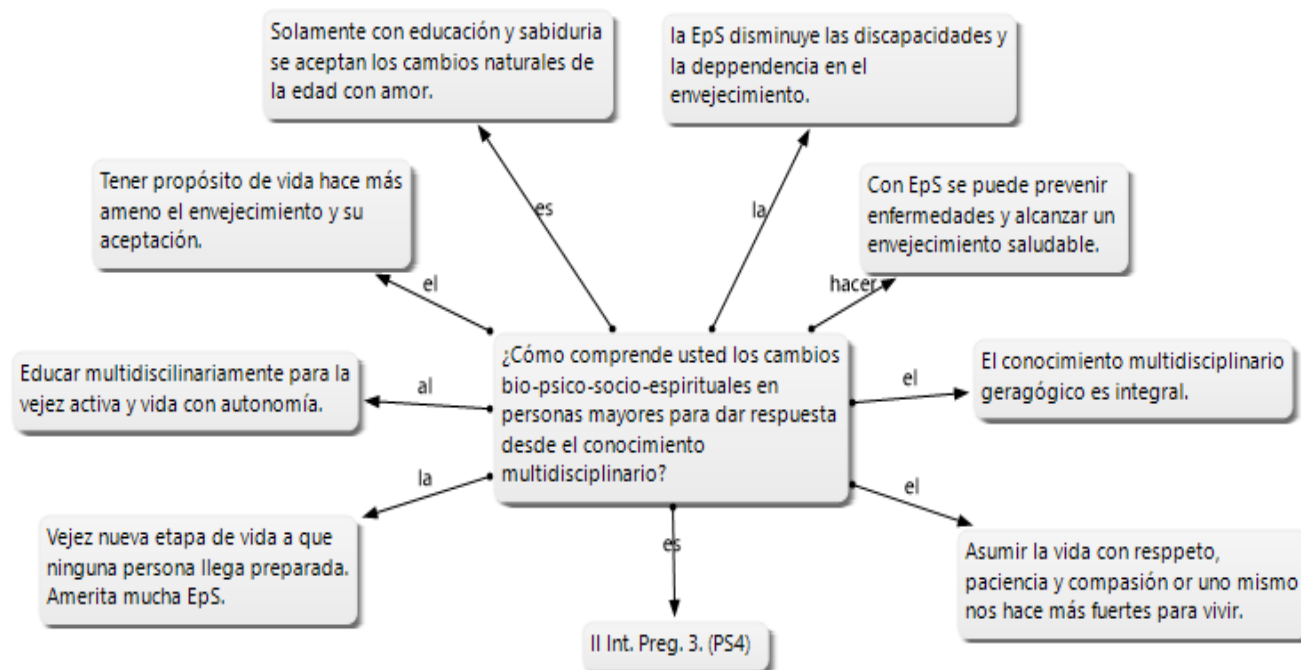 Solamente con educación y sabiduria
se aceptan los cambios naturales de
la edad con amor.
la EpS disminuye las discapacidades y
la deppendencia en el
envejecimiento.
Tener propósito de vida hace más
ameno el envejecimiento y su
aceptación.
es
la
Con EpS se puede prevenir
enfermedades y alcanzar un
envejecimiento saludable.
el
hacer
¿Cómo comprende usted los cambios
bio-psico-socio-espirituales en
personas mayores para dar respuesta
desde el conocimiento
multidisciplinario?
Educar multidiscilinariamente para la
vejez activa y vida con autonomía.
al
el
El conocimiento multidisciplinario
geragógico es integral.
la
el
Vejez nueva etapa de vida a que
ninguna persona llega preparada.
Amerita mucha EpS.
es
Asumir la vida con resppeto,
paciencia y compasión or uno mismo
nos hace más fuertes para vivir.
II Int. Preg. 3. (PS4)